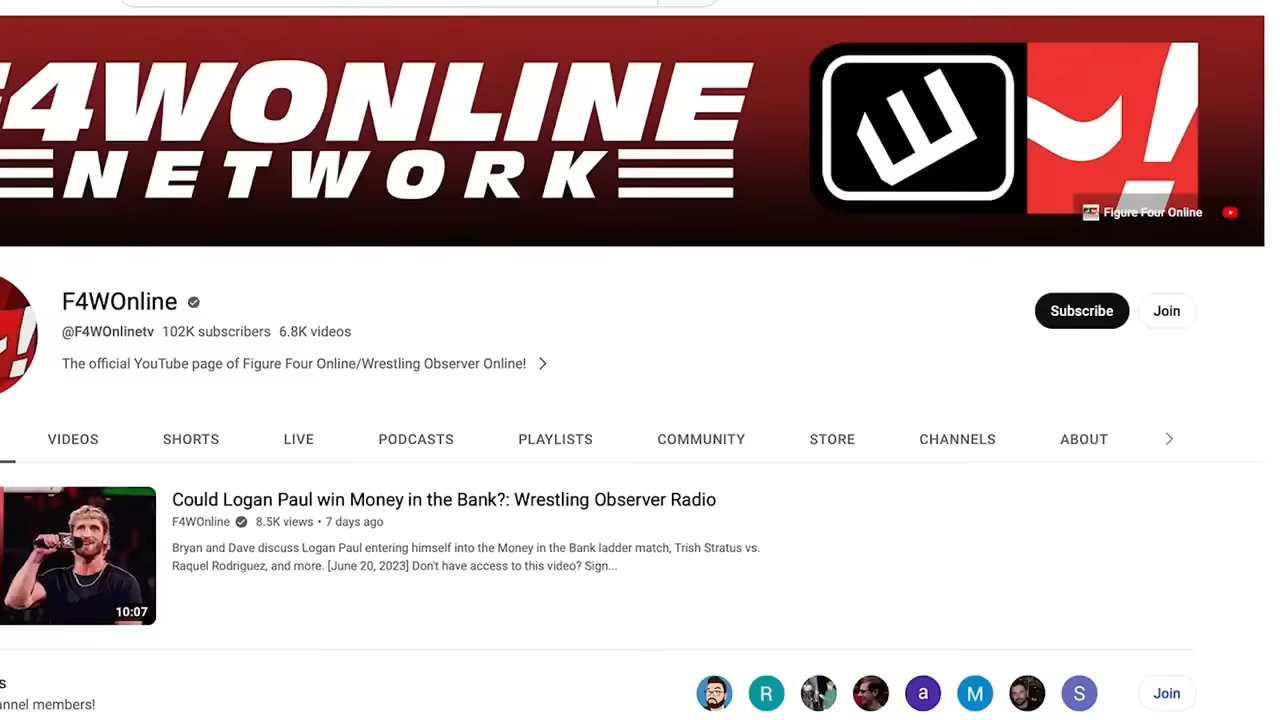 F4WONLINE
NETWORK
Figure Four Online
F4WOnline
@F4WOnlinetv 102K subscribers 6.8K videos
The official YouTube page of Figure Four Online/Wrestling Observer Online!
Subscribe
Join
VIDEOS SHORTS LIVE PODCASTS PLAYLISTS COMMUNITY STORE CHANNELS ABOUT
Could Logan Paul win Money in the Bank?: Wrestling Observer Radio
F4WOnline 8.5K views • 7 days ago
Bryan and Dave discuss Logan Paul entering himself into the Money in the Bank ladder match, Trish Stratus vs.
Raquel Rodriguez, and more. [June 20, 2023] Don't have access to this video? Sign...
10:07
R a M S
Join
nnel members!